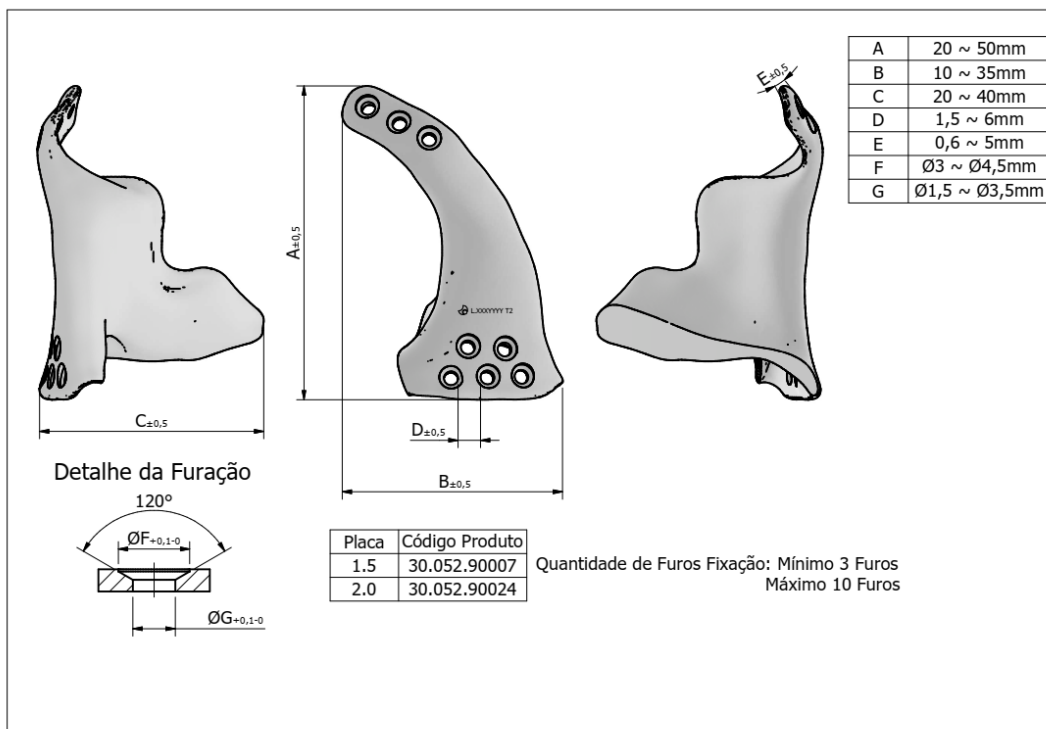 A 20 ~ 50mm
B 10 ~ 35mm
C 20 ~ 40mm
D 1,5 ~ 6mm
E 0,6 ~ 5mm
F Ø3 ~ Ø4,5mm
G Ø1,5 ~ Ø3,5mm
E±0,5
A±0,5
L.XXXYYYY T2
C±0,5
D±0,5
B±0,5
Detalhe da Furação
120°
ØF+0,1-0
ØG+0,1-0
Placa Código Produto
1.5 30.052.90007
2.0 30.052.90024
Quantidade de Furos Fixação: Mínimo 3 Furos
Máximo 10 Furos